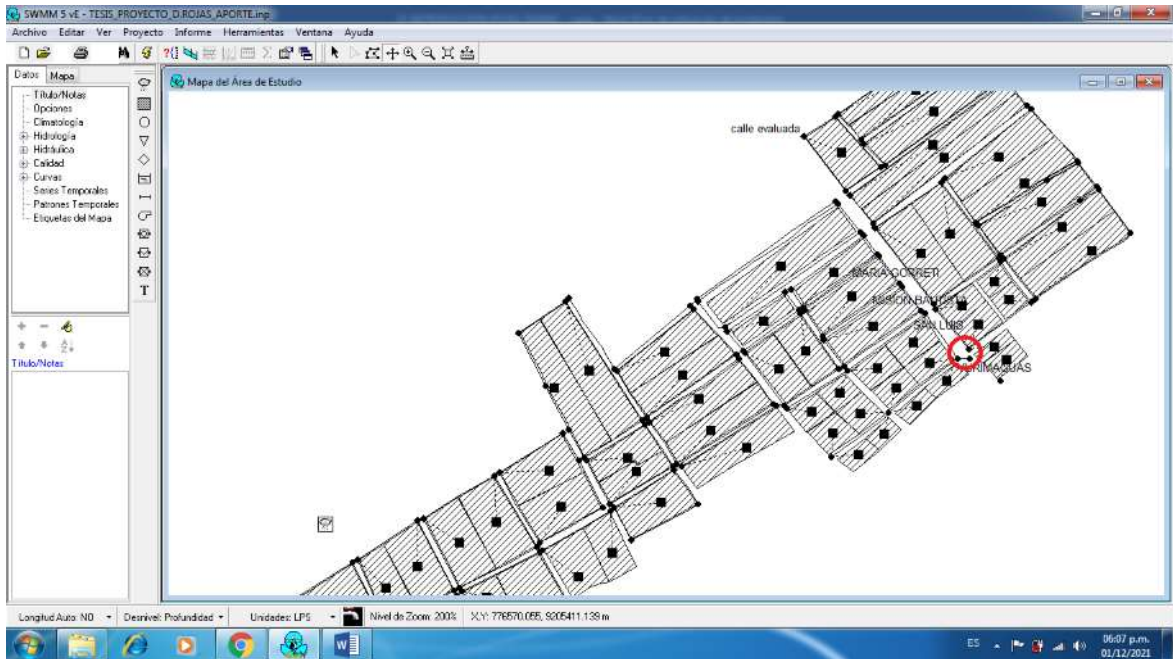 SWMM 5 vE - TESIS_PROYECTO_D.ROJAS_APORTE.inp
Archivo Editar Ver Proyecto Informe Herramientas Ventana Ayuda
Datos Mapa
Título/Notas
Opciones
Climatología
Hidrología
Hidráulica
Calidad
Curvas
Series Temporales
Patrones Temporales
Etiquetas del Mapa
Título/Notas
T
Mapa del Área de Estudio
calle evaluada
MARIA GORRETI
MISION BAUTISTA
SAN LUIS
Longitud Auto: NO Desnivel: Profundidad Unidades: LPS Nivel de Zoom: 200% X,Y: 776570.055, 9205411.139 m
W
ES 06:07 p.m.
01/12/2021